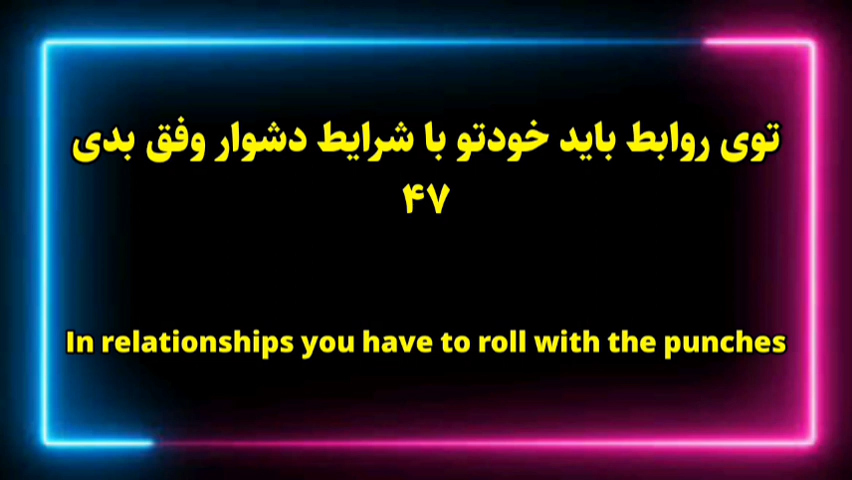 توی روابط باید خودتو با شرایط دشوار وفق بدی
۴۷
In relationships you have to roll with the punches